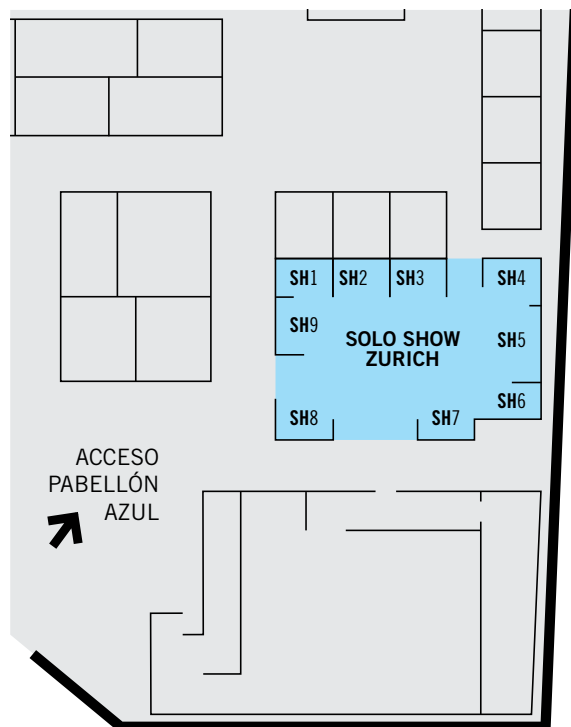 SH1
SH2
SH3
SH4
SH9
SOLO SHOW
ZURICH
SH5
SH6
SH8
SH7
ACCESO
PABELLÓN
AZUL